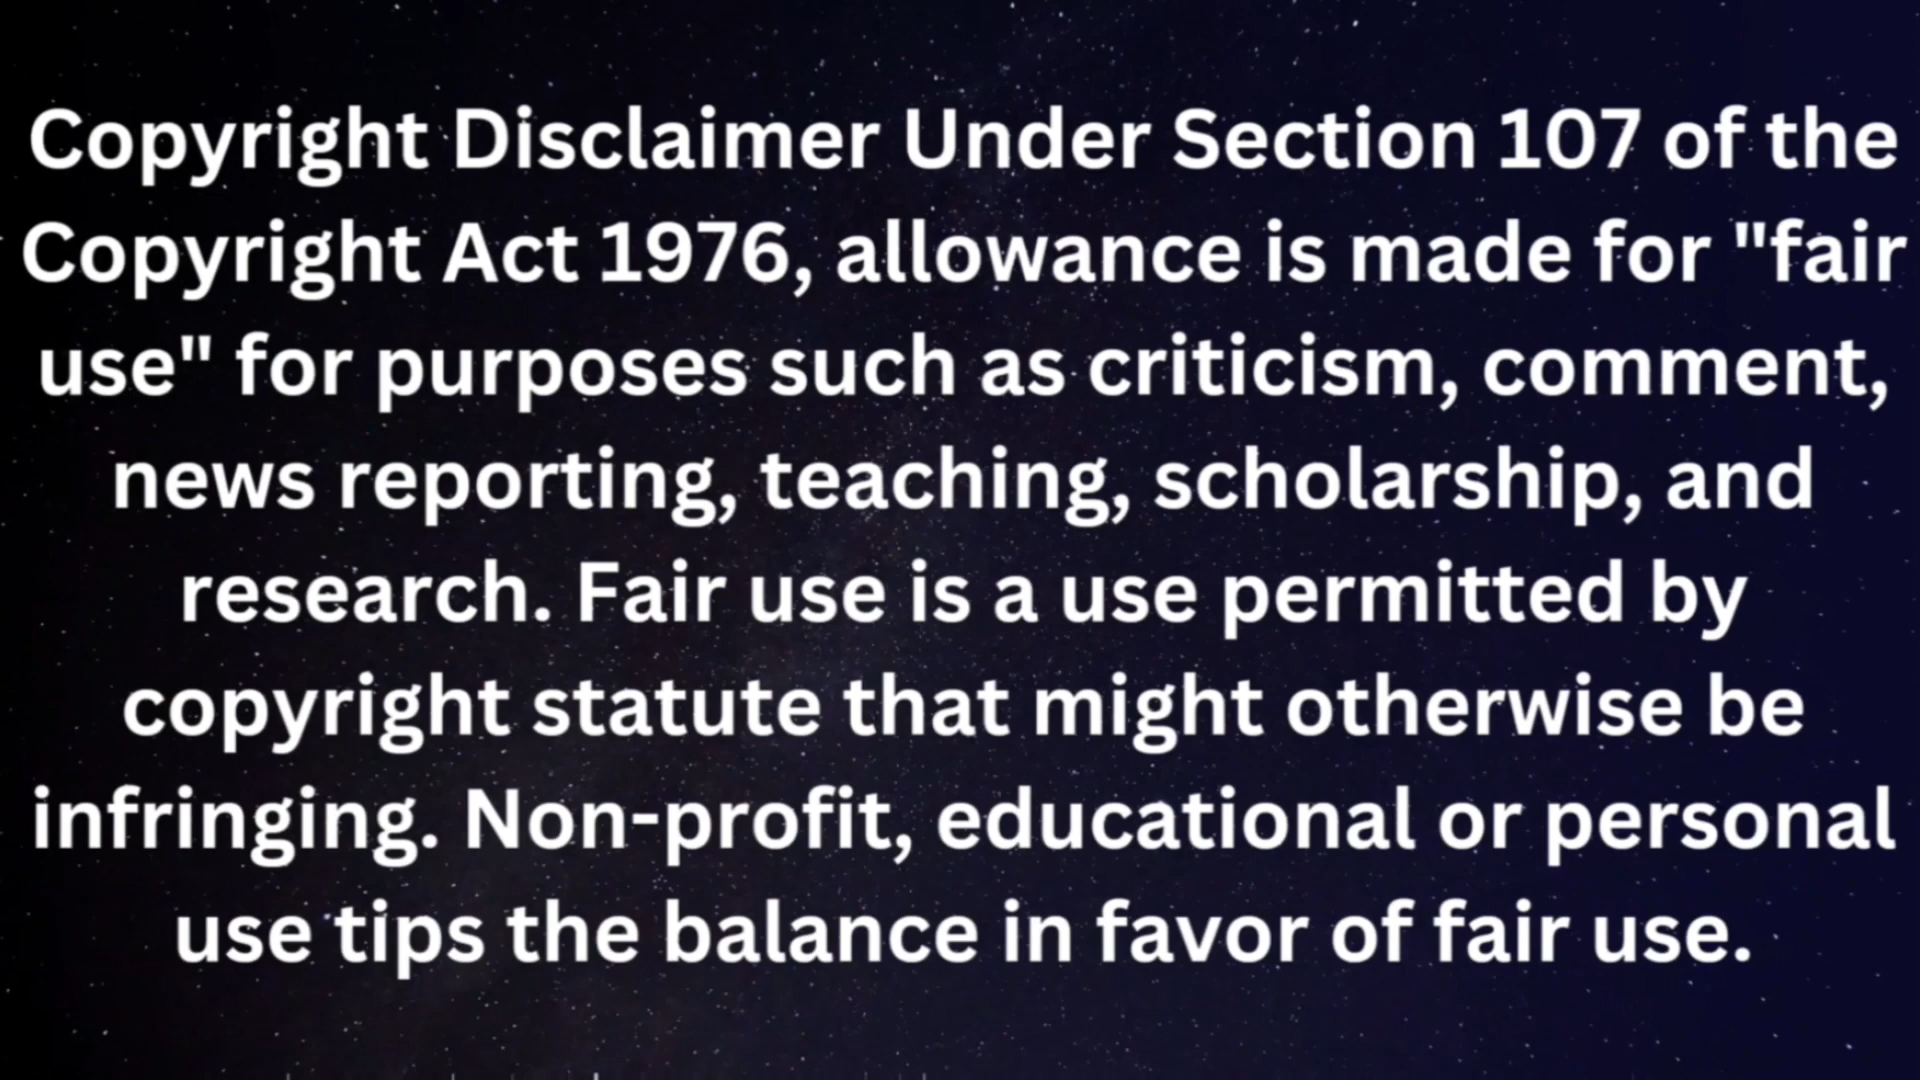 Copyright Disclaimer Under Section 107 of the
Copyright Act 1976, allowance is made for "fair
use" for purposes such as criticism, comment,
news reporting, teaching, scholarship, and
research. Fair use is a use permitted by
copyright statute that might otherwise be
infringing. Non-profit, educational or personal
use tips the balance in favor of fair use.